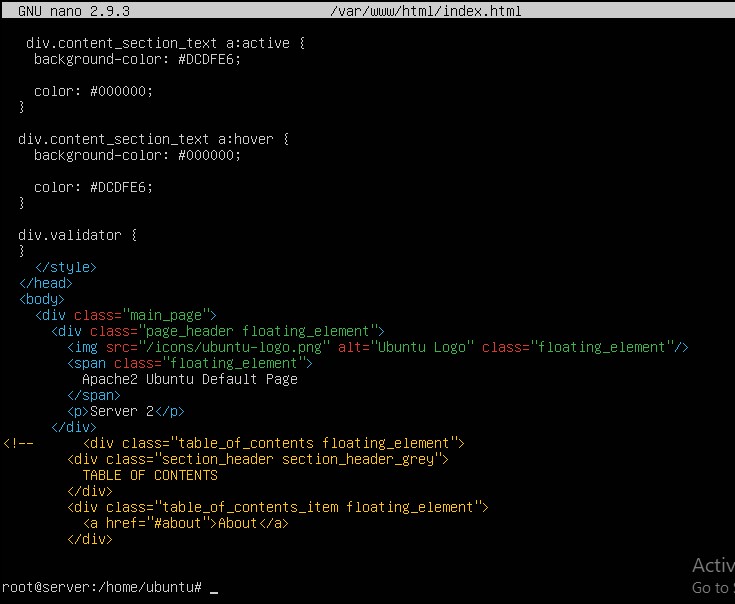 GNU nano 2.9.3 /var/www/html/index.html
div.content_section_text a:active {
background-color: #DCDFE6;
color: #000000;
}
div.content_section_text a:hover {
background-color: #000000;
color: #DCDFE6;
}
div.validator {
}
</style>
</head>
<body>
<div class="main_page">
<div class="page_header floating_element">
<img src="/icons/ubuntu-logo.png" alt="Ubuntu Logo" class="floating_element"/>
<span class="floating_element">
Apache2 Ubuntu Default Page
</span>
<p>Server 2</p>
</div>
<!-- <div class="table_of_contents floating_element">
<div class="section_header section_header_grey">
TABLE OF CONTENTS
</div>
<div class="table_of_contents_item floating_element">
<a href="#about">About</a>
</div>
Activ
Go to S
root@server:/home/ubuntu# _